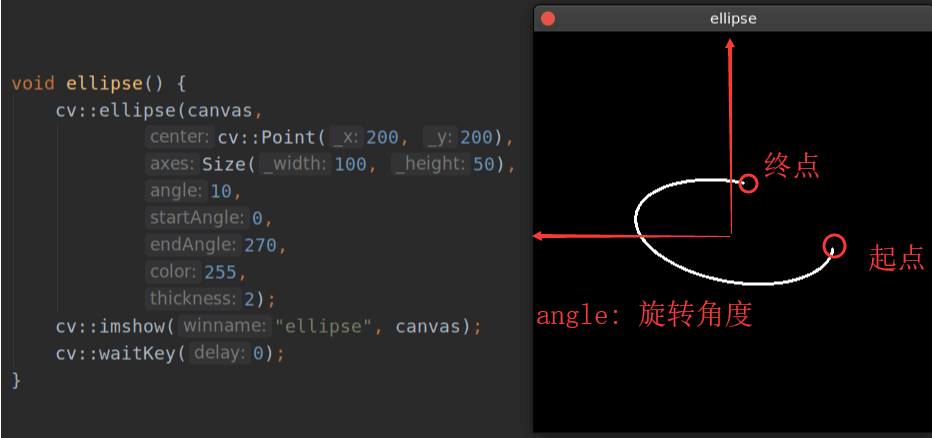 void ellipse() {
cv::ellipse(canvas,
center: cv::Point( _x: 200, _y: 200),
axes: Size( _width: 100, _height: 50),
angle: 10,
startAngle: 0,
endAngle: 270,
color: 255,
thickness: 2);
cv::imshow( winname: "ellipse", canvas);
cv::waitKey( delay: 0);
}
ellipse
终点
起点
angle: 旋转角度